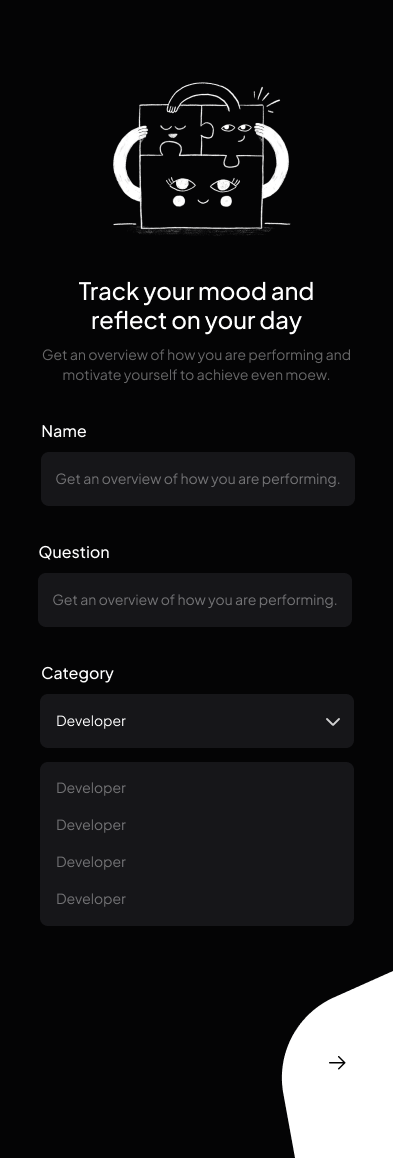 Track your mood and
reflect on your day
Get an overview of how you are performing and
motivate yourself to achieve even moew.
Name
Get an overview of how you are performing.
Question
Get an overview of how you are performing.
Category
Developer
Developer
Developer
Developer
Developer